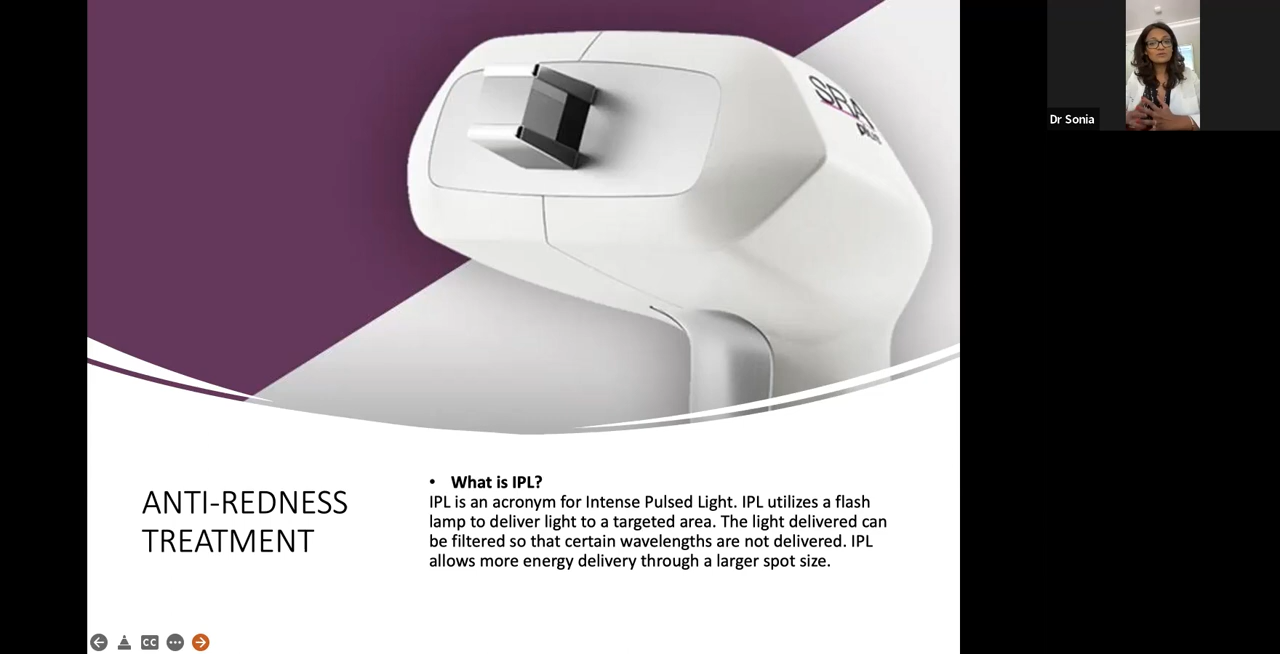 Dr Sonia
ANTI-REDNESS
TREATMENT
• What is IPL?
IPL is an acronym for Intense Pulsed Light. IPL utilizes a flash
lamp to deliver light to a targeted area. The light delivered can
be filtered so that certain wavelengths are not delivered. IPL
allows more energy delivery through a larger spot size.
CC